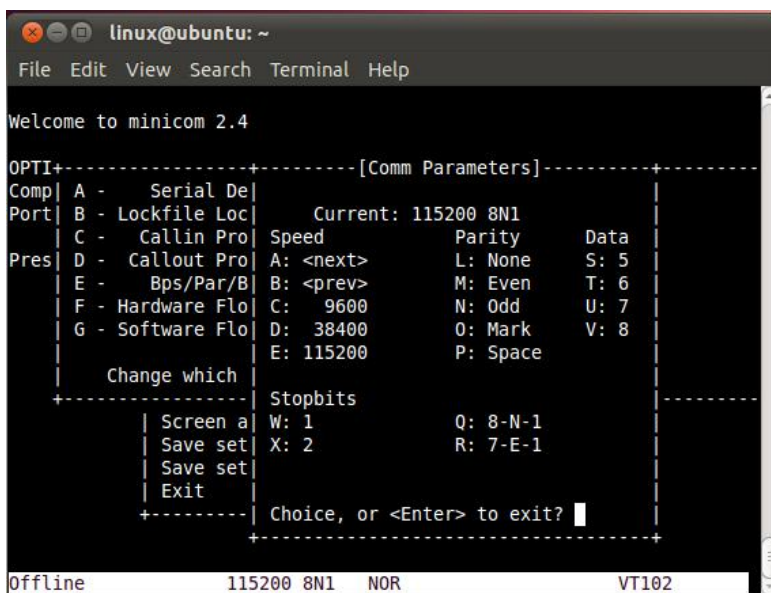 linux@ubuntu: ~
File Edit View Search Terminal Help
Welcome to minicom 2.4
OPTI+-----------------+---------[Comm Parameters]----------+---------
Comp| A -    Serial De|                                    |
Port| B - Lockfile Loc|     Current: 115200 8N1            |
    | C -   Callin Pro| Speed            Parity      Data  |
Pres| D -  Callout Pro| A: <next>        L: None     S: 5  |
    | E -    Bps/Par/B| B: <prev>        M: Even     T: 6  |
    | F - Hardware Flo| C:   9600        N: Odd      U: 7  |
    | G - Software Flo| D:  38400        O: Mark     V: 8  |
    |                 | E: 115200        P: Space          |
    |    Change which |                                    |
    +-----------------| Stopbits                           |---------
            | Screen a| W: 1             Q: 8-N-1          |
            | Save set| X: 2             R: 7-E-1          |
            | Save set|                                    |
            | Exit    |                                    |
            +---------| Choice, or <Enter> to exit?        |
                      +------------------------------------+
Offline             115200 8N1   NOR                    VT102